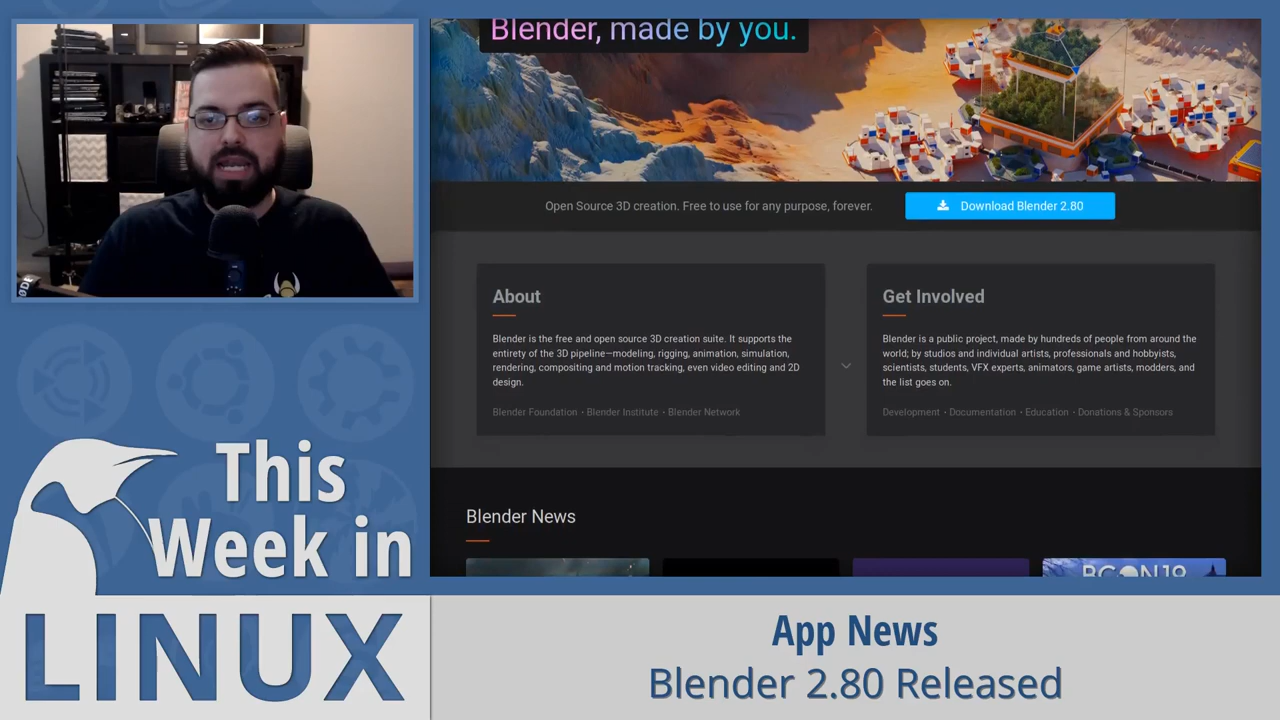 Blender, made by you.
Open Source 3D creation. Free to use for any purpose, forever.
Download Blender 2.80
About
Blender is the free and open source 3D creation suite. It supports the
entirety of the 3D pipeline—modeling, rigging, animation, simulation,
rendering, compositing and motion tracking, even video editing and 2D
design.
Blender Foundation · Blender Institute · Blender Network
Get Involved
Blender is a public project, made by hundreds of people from around the
world; by studios and individual artists, professionals and hobbyists,
scientists, students, VFX experts, animators, game artists, modders, and
the list goes on.
Development · Documentation · Education · Donations & Sponsors
Blender News
BCON19
This
Week in
LINUX
App News
Blender 2.80 Released